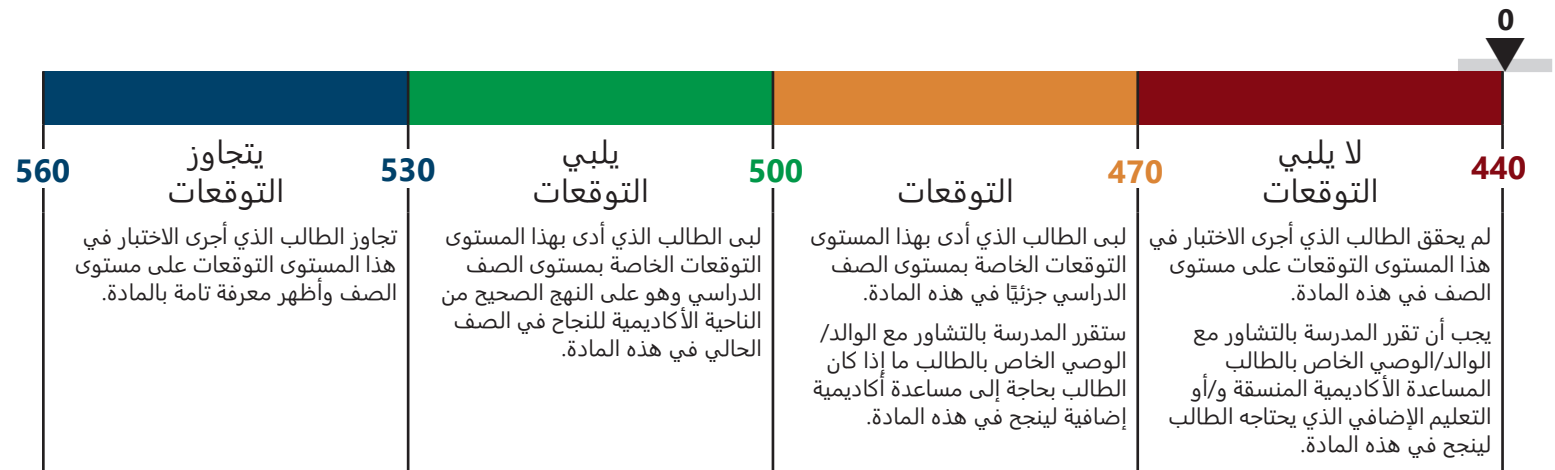 0
440
470
500
530
560
لا يلبي
التوقعات
لم يحقق الطالب الذي أجرى الاختبار في
هذا المستوى التوقعات على مستوى
الصف في هذه المادة.
يجب أن تقرر المدرسة بالتشاور مع
الوالد/الوصي الخاص بالطالب
المساعدة الأكاديمية المنسقة و/أو
التعليم الإضافي الذي يحتاجه الطالب
لينجح في هذه المادة.
التوقعات
لبى الطالب الذي أدى بهذا المستوى
التوقعات الخاصة بمستوى الصف
الدراسي جزئيًا في هذه المادة.
ستقرر المدرسة بالتشاور مع الوالد/
الوصي الخاص بالطالب ما إذا كان
الطالب بحاجة إلى مساعدة أكاديمية
إضافية لينجح في هذه المادة.
يلبي
التوقعات
لبى الطالب الذي أدى بهذا المستوى
التوقعات الخاصة بمستوى الصف
الدراسي وهو على النهج الصحيح من
الناحية الأكاديمية للنجاح في الصف
الحالي في هذه المادة.
يتجاوز
التوقعات
تجاوز الطالب الذي أجرى الاختبار في
هذا المستوى التوقعات على مستوى
الصف وأظهر معرفة تامة بالمادة.